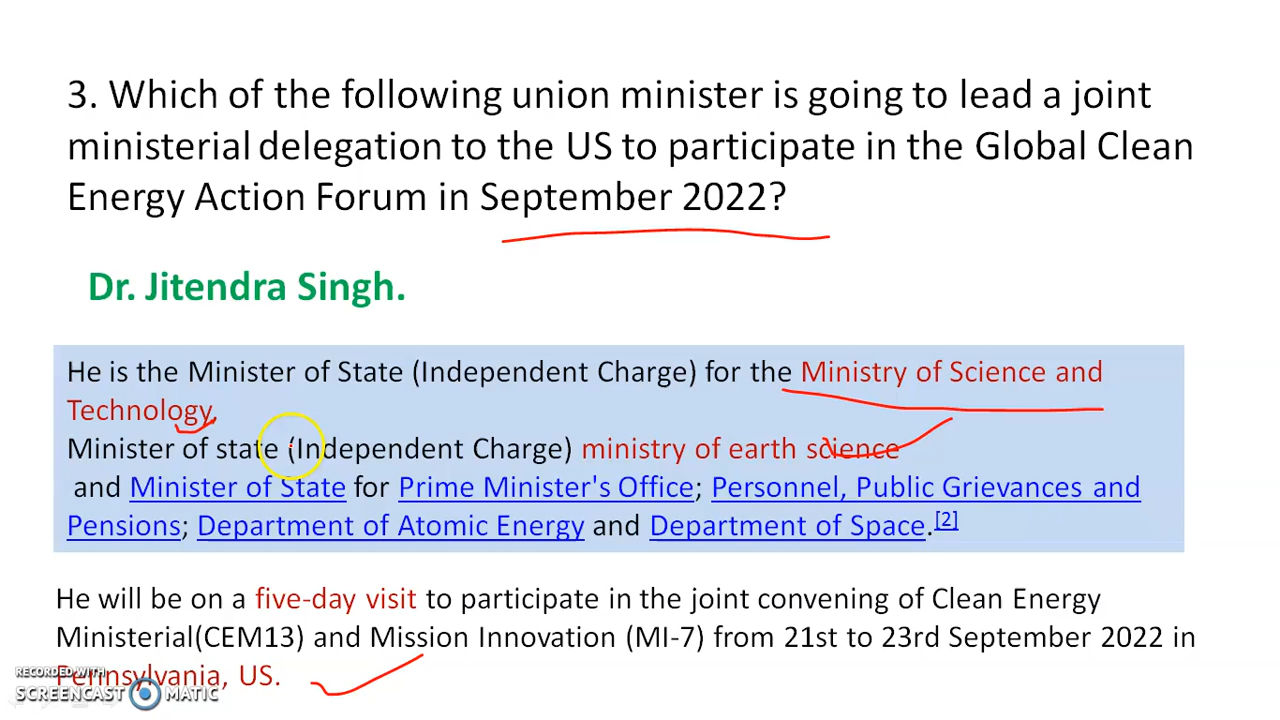 3. Which of the following union minister is going to lead a joint
ministerial delegation to the US to participate in the Global Clean
Energy Action Forum in September 2022?
Dr. Jitendra Singh.
He is the Minister of State (Independent Charge) for the Ministry of Science and
Technology,
Minister of state (Independent Charge) ministry of earth science
and Minister of State for Prime Minister's Office; Personnel, Public Grievances and
Pensions; Department of Atomic Energy and Department of Space.[2]
He will be on a five-day visit to participate in the joint convening of Clean Energy
Ministerial(CEM13) and Mission Innovation (MI-7) from 21st to 23rd September 2022 in
Pennsylvania, US.
RECORDED WITH
SCREENCAST MATIC